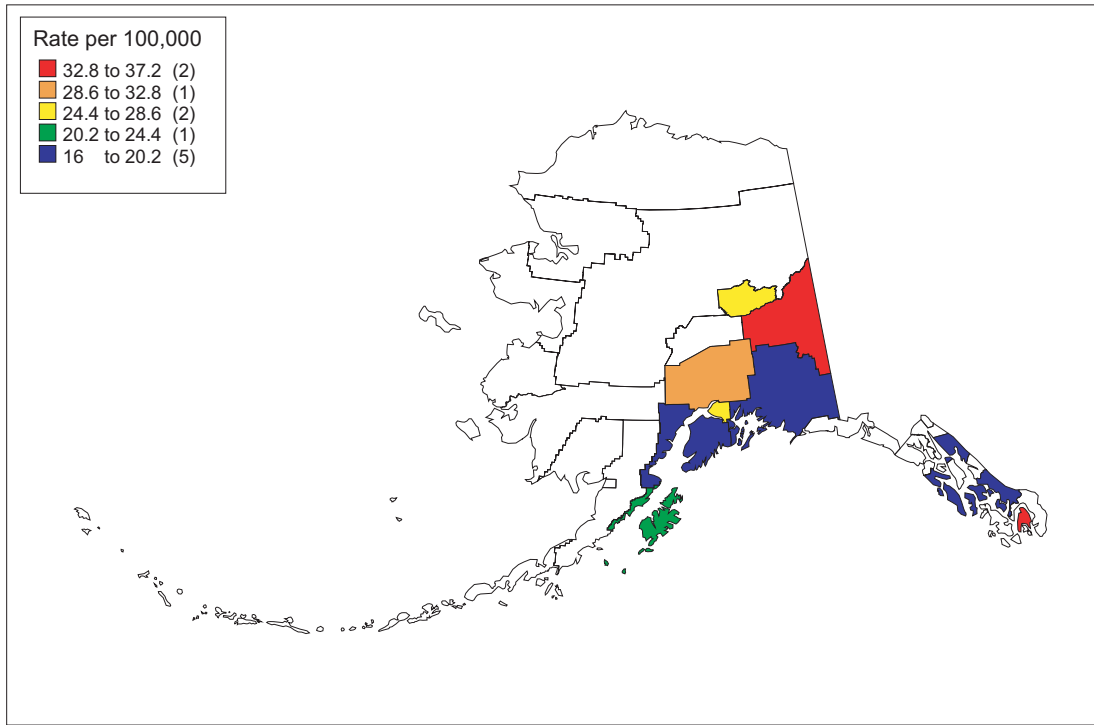 Rate per 100,000
32.8 to 37.2 (2)
28.6 to 32.8 (1)
24.4 to 28.6 (2)
20.2 to 24.4 (1)
16 to 20.2 (5)